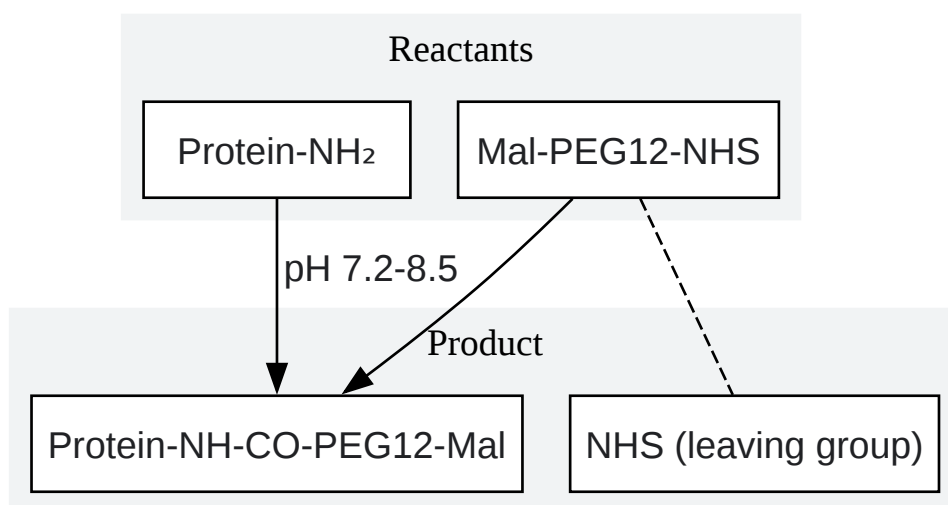 Reactants
Protein-NH₂
Mal-PEG12-NHS
pH 7.2-8.5
Product
Protein-NH-CO-PEG12-Mal
NHS (leaving group)